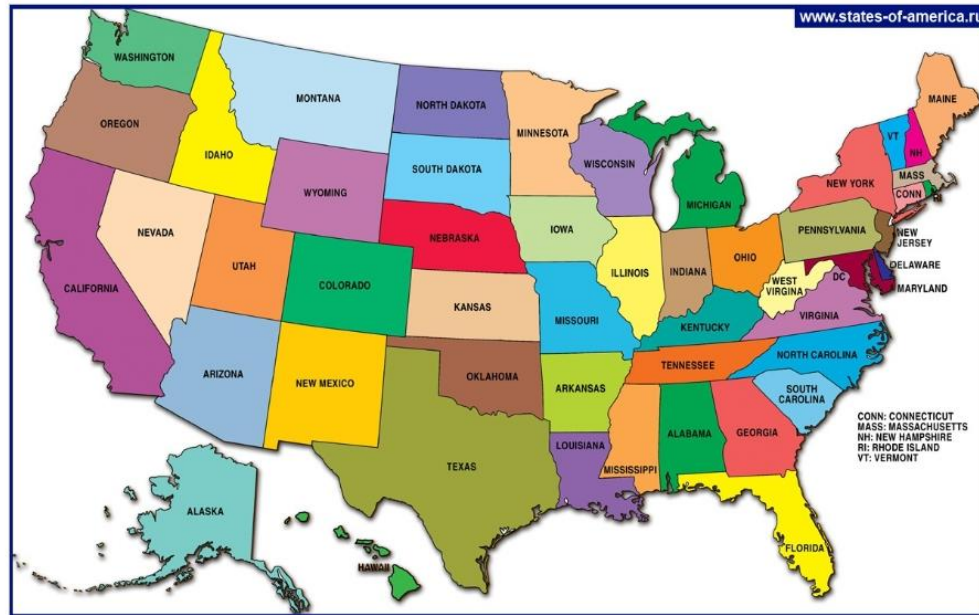 www.states-of-america.ru
WASHINGTON
OREGON
IDAHO
MONTANA
NORTH DAKOTA
MINNESOTA
SOUTH DAKOTA
WYOMING
WISCONSIN
MICHIGAN
MAINE
VT
NH
NEW YORK
MASS
CONN
PENNSYLVANIA
NEW
JERSEY
DELAWARE
MARYLAND
DC
CALIFORNIA
NEVADA
UTAH
COLORADO
NEBRASKA
IOWA
KANSAS
MISSOURI
ILLINOIS
INDIANA
OHIO
WEST
VIRGINA
VIRGINIA
KENTUCKY
ARIZONA
NEW MEXICO
OKLAHOMA
ARKANSAS
TENNESSEE
NORTH CAROLINA
SOUTH
CAROLINA
TEXAS
LOUISIANA
MISSISSIPPI
ALABAMA
GEORGIA
FLORIDA
ALASKA
HAWAII
CONN: CONNECTICUT
MASS: MASSACHUSETTS
NH: NEW HAMPSHIRE
RI: RHODE ISLAND
VT: VERMONT